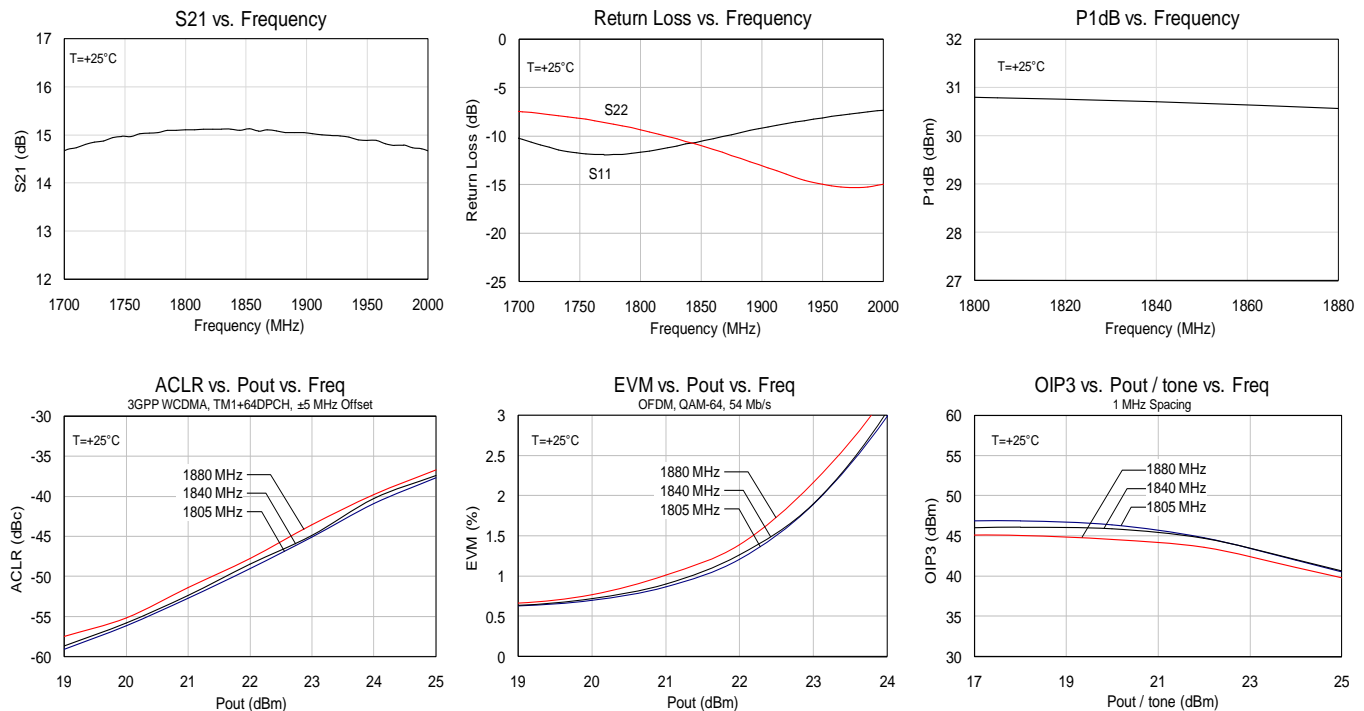 S21 vs. Frequency
17
16
15
14
13
12
S21 (dB)
T=+25°C
1700 1750 1800 1850 1900 1950 2000
Frequency (MHz)
Return Loss vs. Frequency
0
-5
-10
-15
-20
-25
Return Loss (dB)
T=+25°C
S22
S11
1700 1750 1800 1850 1900 1950 2000
Frequency (MHz)
P1dB vs. Frequency
32
31
30
29
28
27
P1dB (dBm)
T=+25°C
1800 1820 1840 1860 1880
Frequency (MHz)
ACLR vs. Pout vs. Freq
3GPP WCDMA, TM1+64DPCH, ±5 MHz Offset
-30
-35
-40
-45
-50
-55
-60
ACLR (dBc)
T=+25°C
1880 MHz
1840 MHz
1805 MHz
19 20 21 22 23 24 25
Pout (dBm)
EVM vs. Pout vs. Freq
OFDM, QAM-64, 54 Mb/s
3
2.5
2
1.5
1
0.5
0
EVM (%)
T=+25°C
1880 MHz
1840 MHz
1805 MHz
19 20 21 22 23 24
Pout (dBm)
OIP3 vs. Pout / tone vs. Freq
1 MHz Spacing
60
55
50
45
40
35
30
OIP3 (dBm)
T=+25°C
1880 MHz
1840 MHz
1805 MHz
17 19 21 23 25
Pout / tone (dBm)